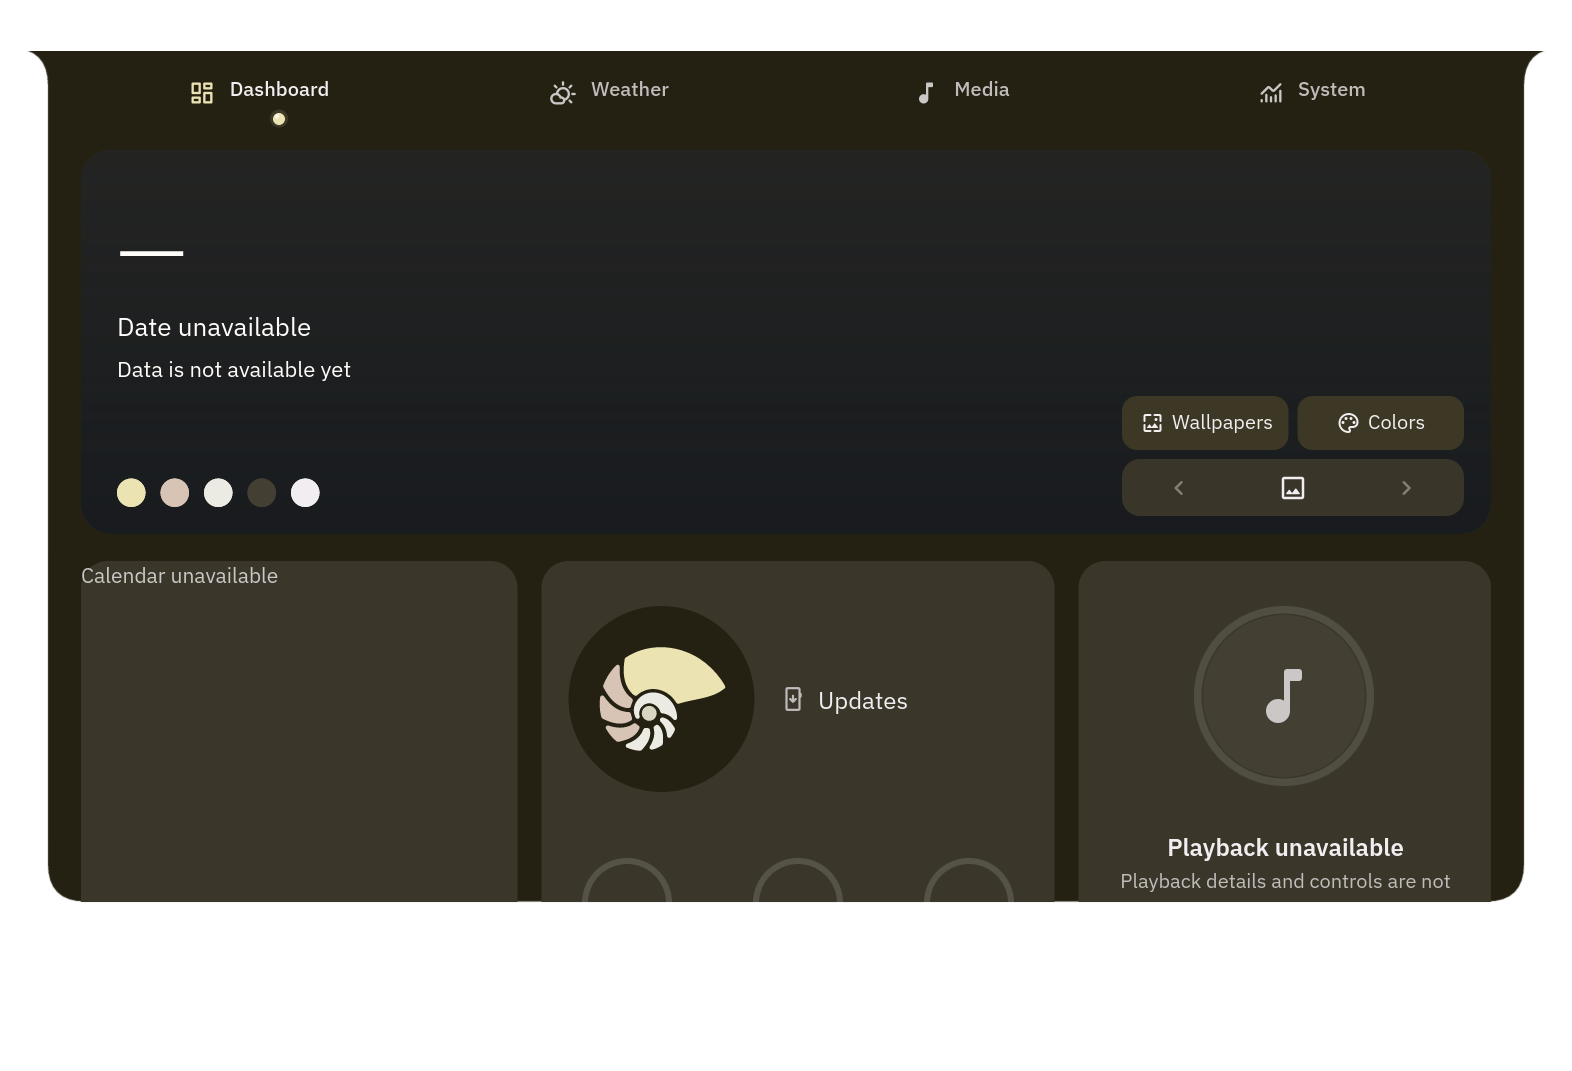 Dashboard
Weather
Media
System
Date unavailable
Data is not available yet
Wallpapers
Colors
Calendar unavailable
Updates
Playback unavailable
Playback details and controls are not